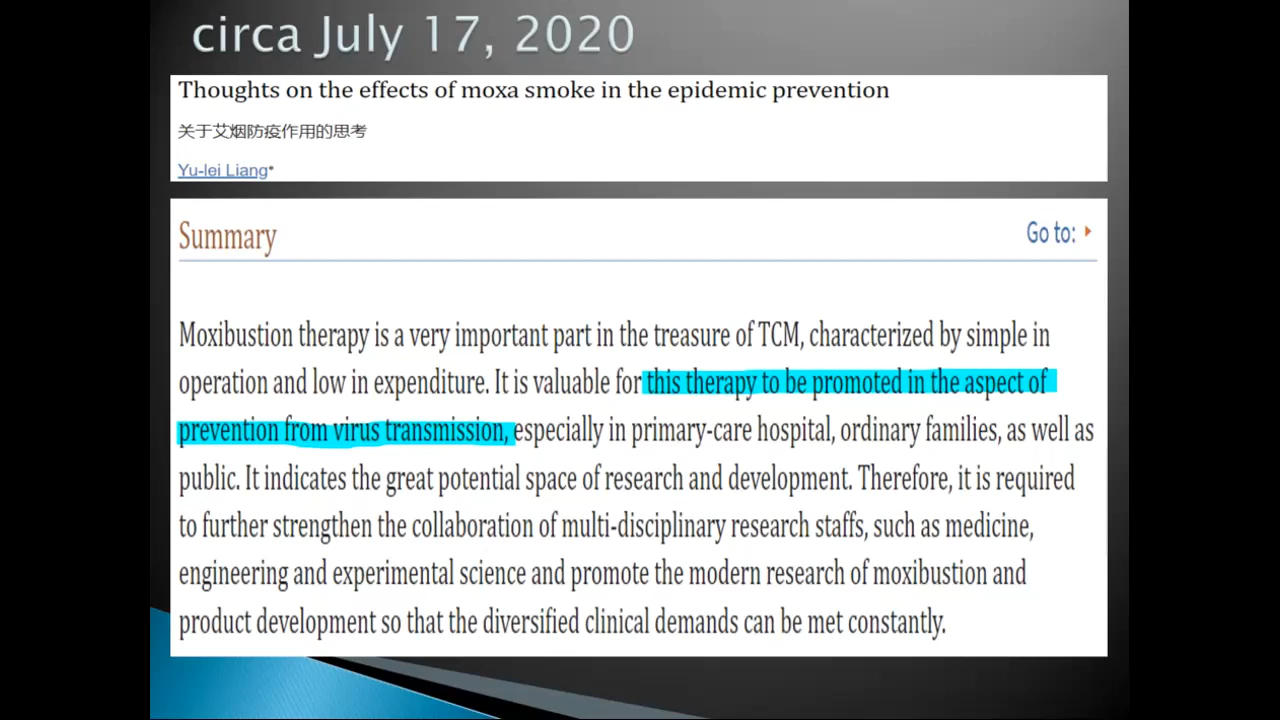 circa July 17, 2020
Thoughts on the effects of moxa smoke in the epidemic prevention
关于艾烟防疫作用的思考
Yu-lei Liang*
Summary
Go to:
Moxibustion therapy is a very important part in the treasure of TCM, characterized by simple in
operation and low in expenditure. It is valuable for this therapy to be promoted in the aspect of
prevention from virus transmission, especially in primary-care hospital, ordinary families, as well as
public. It indicates the great potential space of research and development. Therefore, it is required
to further strengthen the collaboration of multi-disciplinary research staffs, such as medicine,
engineering and experimental science and promote the modern research of moxibustion and
product development so that the diversified clinical demands can be met constantly.